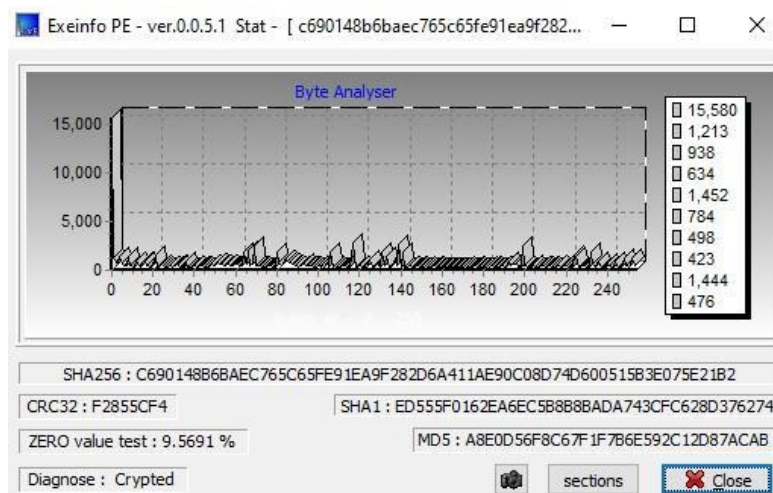 Exeinfo PE - ver.0.0.5.1 Stat - [ c690148b6baec765c65fe91ea9f282...
Byte Analyser
15,000
10,000
5,000
0
0 20 40 60 80 100 120 140 160 180 200 220 240
15,580
1,213
938
634
1,452
784
498
423
1,444
476
SHA256 : C690148B6BAEC765C65FE91EA9F282D6A411AE90C08D74D600515B3E075E21B2
CRC32 : F2855CF4
SHA1 : ED555F0162EA6EC5B8B8BADA743CFC628D376274
ZERO value test : 9.5691 %
MD5 : A8E0D56F8C67F1F7B6E592C12D87ACAB
Diagnose : Crypted
sections
Close